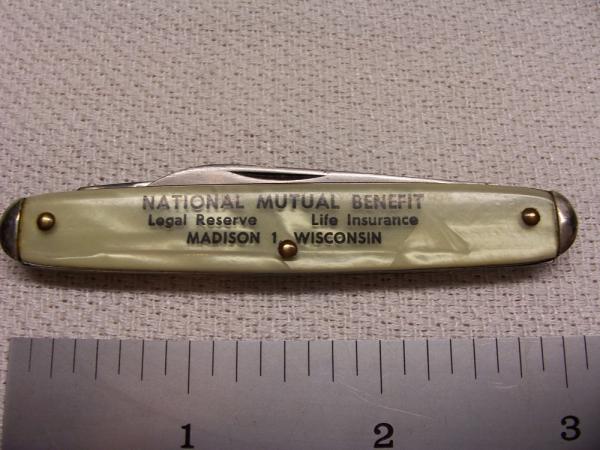 NATIONAL MUTUAL BENEFIT
Legal Reserve Life Insurance
MADISON 1, WISCONSIN
1 2 3